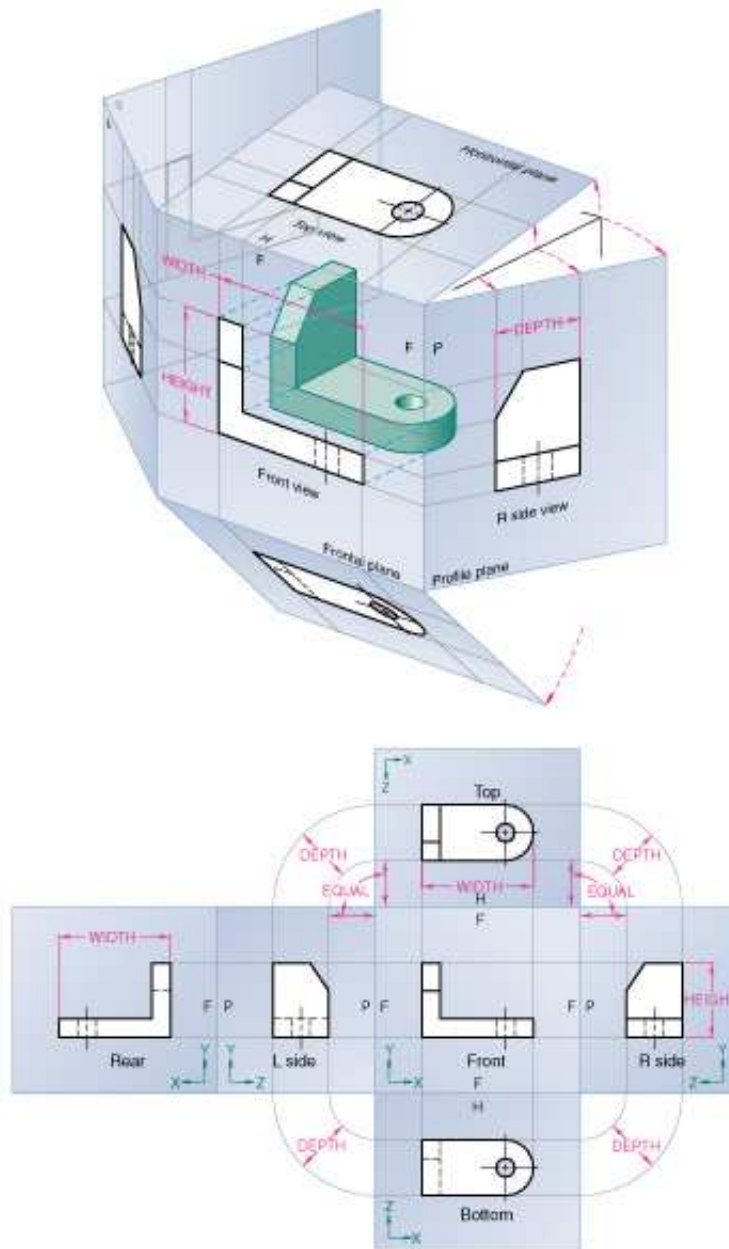 Horizontal plane
Top view
H
F
WIDTH
F P
DEPTH
HEIGHT
Front view
R side view
Frontal plane
Profile plane
X
Z
Top
DEPTH
DEPTH
EQUAL
WIDTH
EQUAL
H
F
WIDTH
F P
P F
F P
HEIGH
Rear
Y
Y
L side
Y
Front
R side
Y
X
Z
X
F
Z
H
DEPTH
DEPTH
Z
X
Bottom